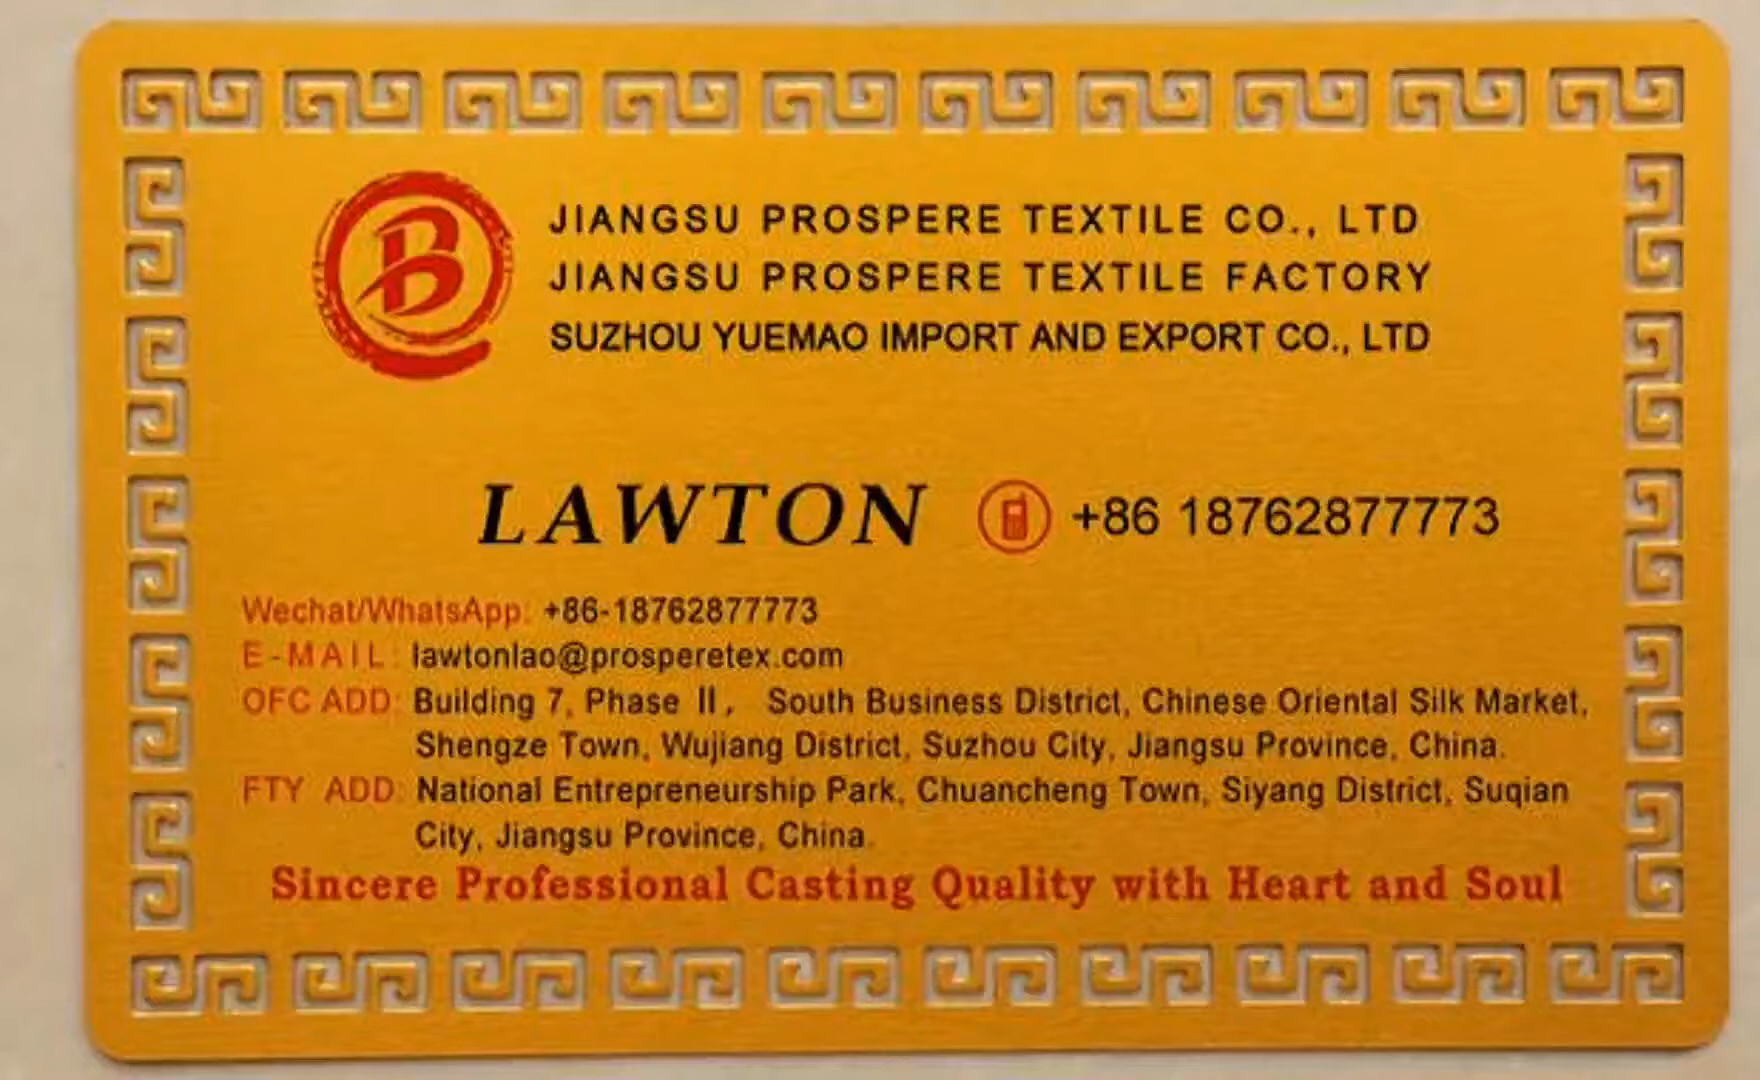 B
JIANGSU PROSPERE TEXTILE CO., LTD
JIANGSU PROSPERE TEXTILE FACTORY
SUZHOU YUEMAO IMPORT AND EXPORT CO., LTD
LAWTON +86 18762877773
Wechat/WhatsApp: +86-18762877773
E-MAIL: lawtonlao@prosperetex.com
OFC ADD: Building 7, Phase II, South Business District, Chinese Oriental Silk Market,
Shengze Town, Wujiang District, Suzhou City, Jiangsu Province, China.
FTY ADD: National Entrepreneurship Park, Chuancheng Town, Siyang District, Suqian
City, Jiangsu Province, China.
Sincere Professional Casting Quality with Heart and Soul